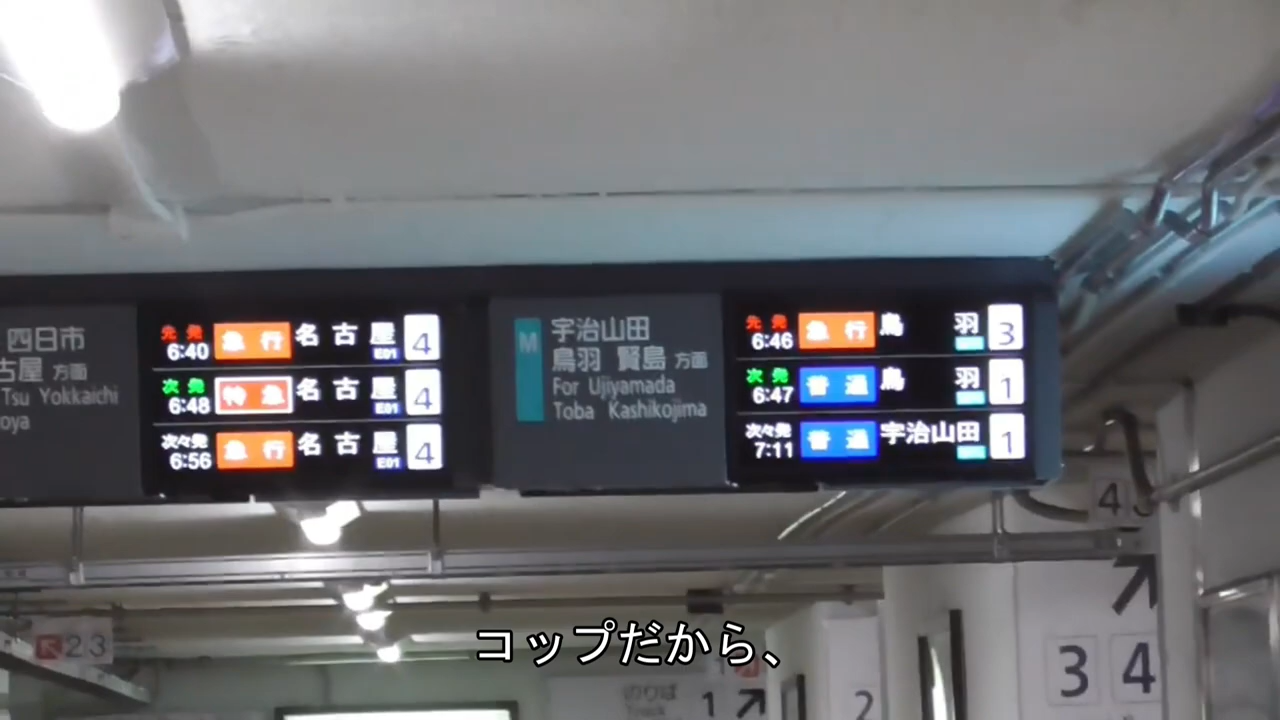 四日市
古屋 方面
Tsu Yokkaichi
oya
先発
6:40 急行 名古屋 E01 4
次発
6:48 特急 名古屋 E01 4
次々発
6:56 急行 名古屋 E01 4
M
宇治山田
鳥羽 賢島 方面
For Ujiyamada
Toba Kashikojima
先発
6:46 急行 鳥羽 3
次発
6:47 普通 鳥羽 1
次々発
7:11 普通 宇治山田 1
4
2 3
3 4
のりば
Track
1
2
コップだから、